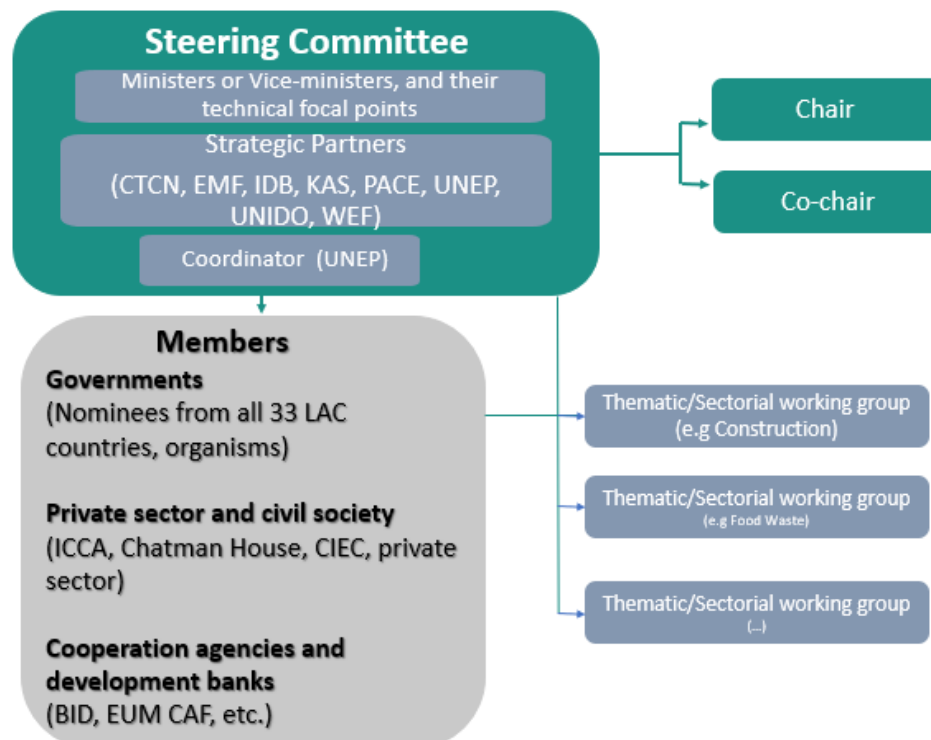 Steering Committee
Ministers or Vice-ministers, and their
technical focal points
Strategic Partners
(CTCN, EMF, IDB, KAS, PACE, UNEP,
UNIDO, WEF)
Coordinator (UNEP)
Chair
Co-chair
Members
Governments
(Nominees from all 33 LAC
countries, organisms)
Private sector and civil society
(ICCA, Chatman House, CIEC, private
sector)
Cooperation agencies and
development banks
(BID, EUM CAF, etc.)
Thematic/Sectorial working group
(e.g Construction)
Thematic/Sectorial working group
(e.g Food Waste)
Thematic/Sectorial working group
(...)